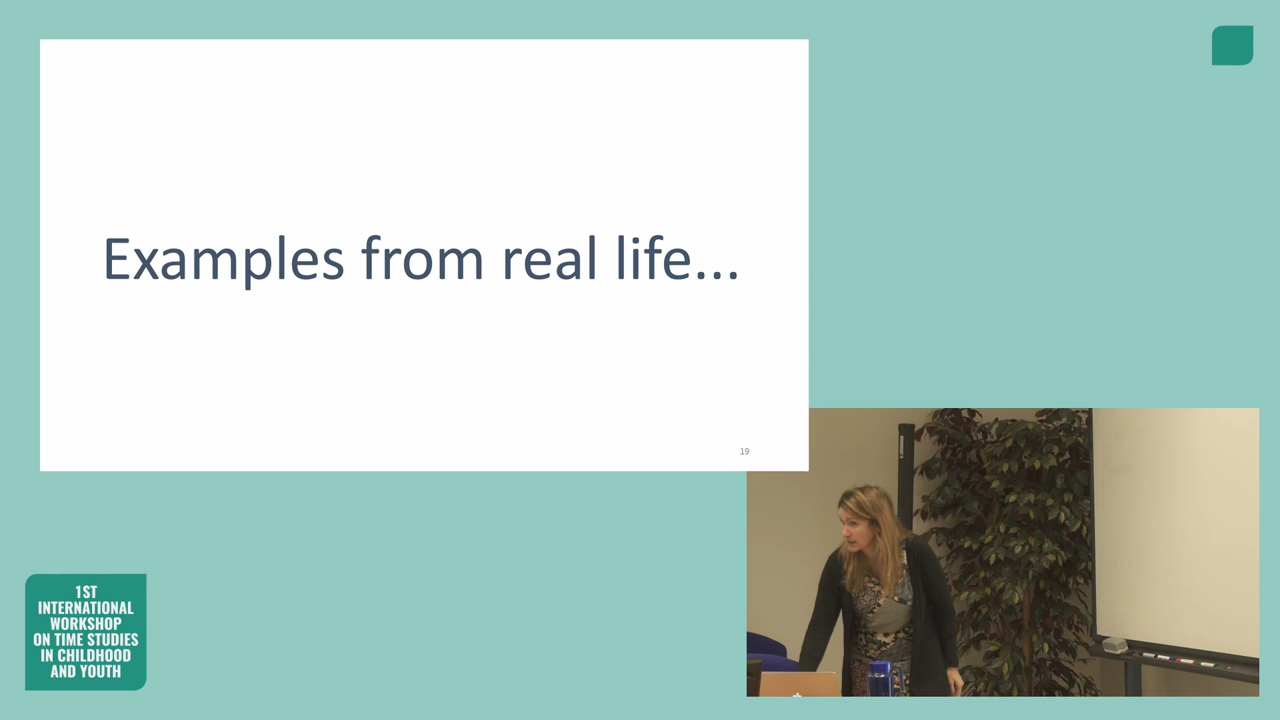 Examples from real life...
19
1ST
INTERNATIONAL
WORKSHOP
ON TIME STUDIES
IN CHILDHOOD
AND YOUTH